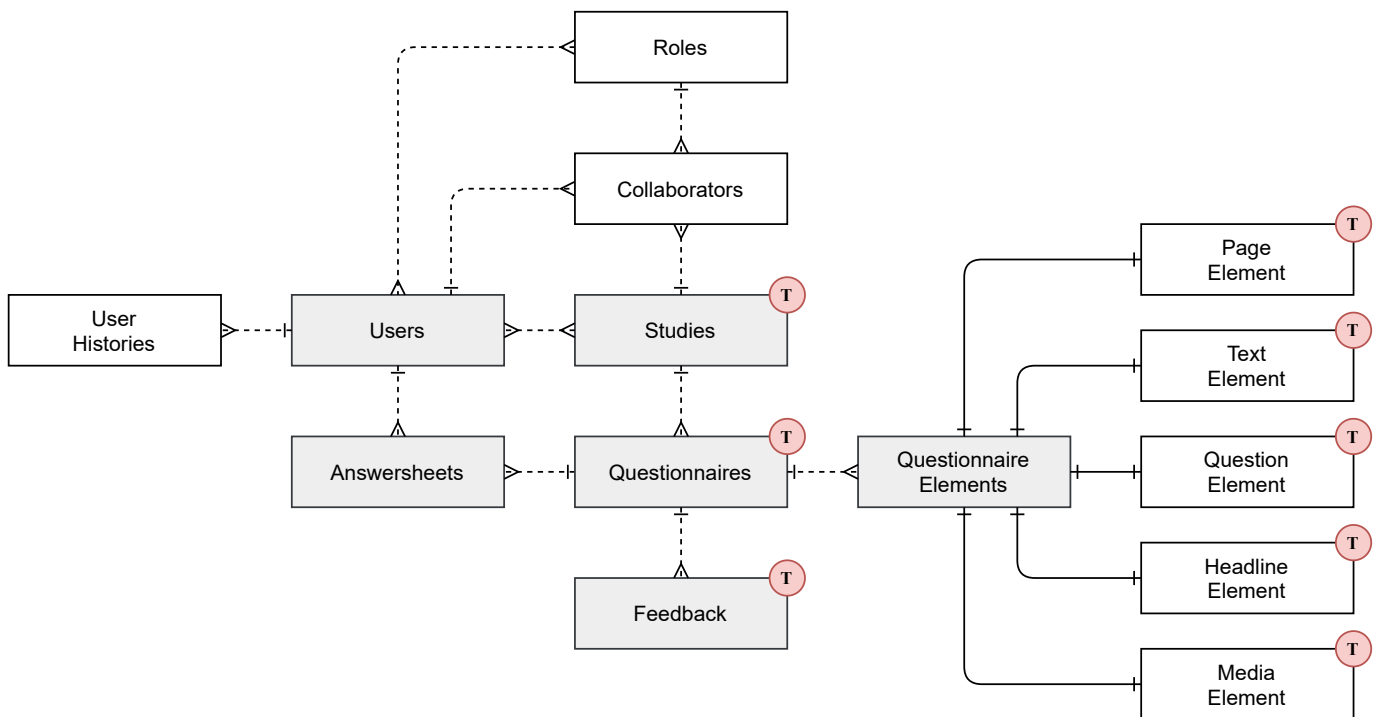 Roles
Collaborators
T
Page
Element
T
User
Histories
Users
Studies
T
Text
Element
T
Answersheets
Questionnaires
Questionnaire
Elements
T
Question
Element
T
Headline
Element
T
Feedback
T
Media
Element